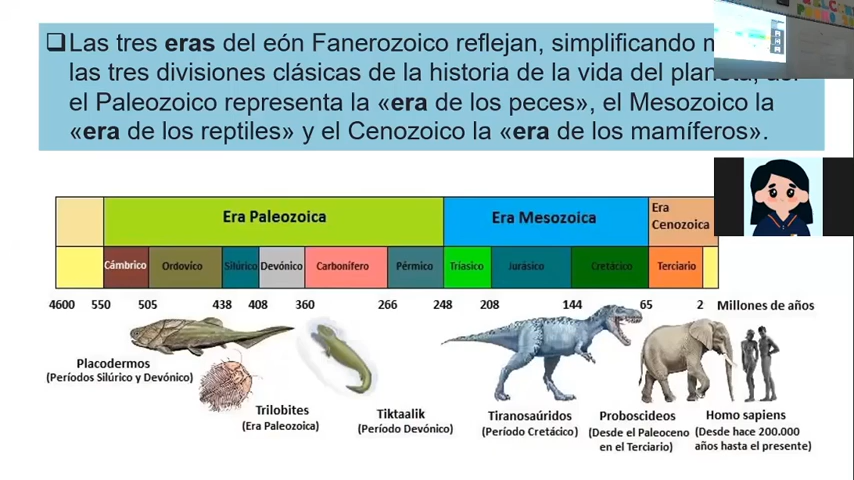 Las tres eras del eón Fanerozoico reflejan, simplificando
las tres divisiones clásicas de la historia de la vida del planeta,
el Paleozoico representa la «era de los peces», el Mesozoico la
«era de los reptiles» y el Cenozoico la «era de los mamíferos».
Era Paleozoica
Era Mesozoica
Era
Cenozoica
Cámbrico Ordovíco Silúrico Devónico Carbonífero Pérmico Triasico Jurásico Cretácico Terciario
4600 550 505 438 408 360 266 248 208 144 65 2 Millones de años
Placodermos
(Períodos Silúrico y Devónico)
Trilobites
(Era Paleozoica)
Tiktaalik
(Período Devónico)
Tiranosaúridos
(Período Cretácico)
Proboscideos
(Desde el Paleoceno
en el Terciario)
Homo sapiens
(Desde hace 200.000
años hasta el presente)